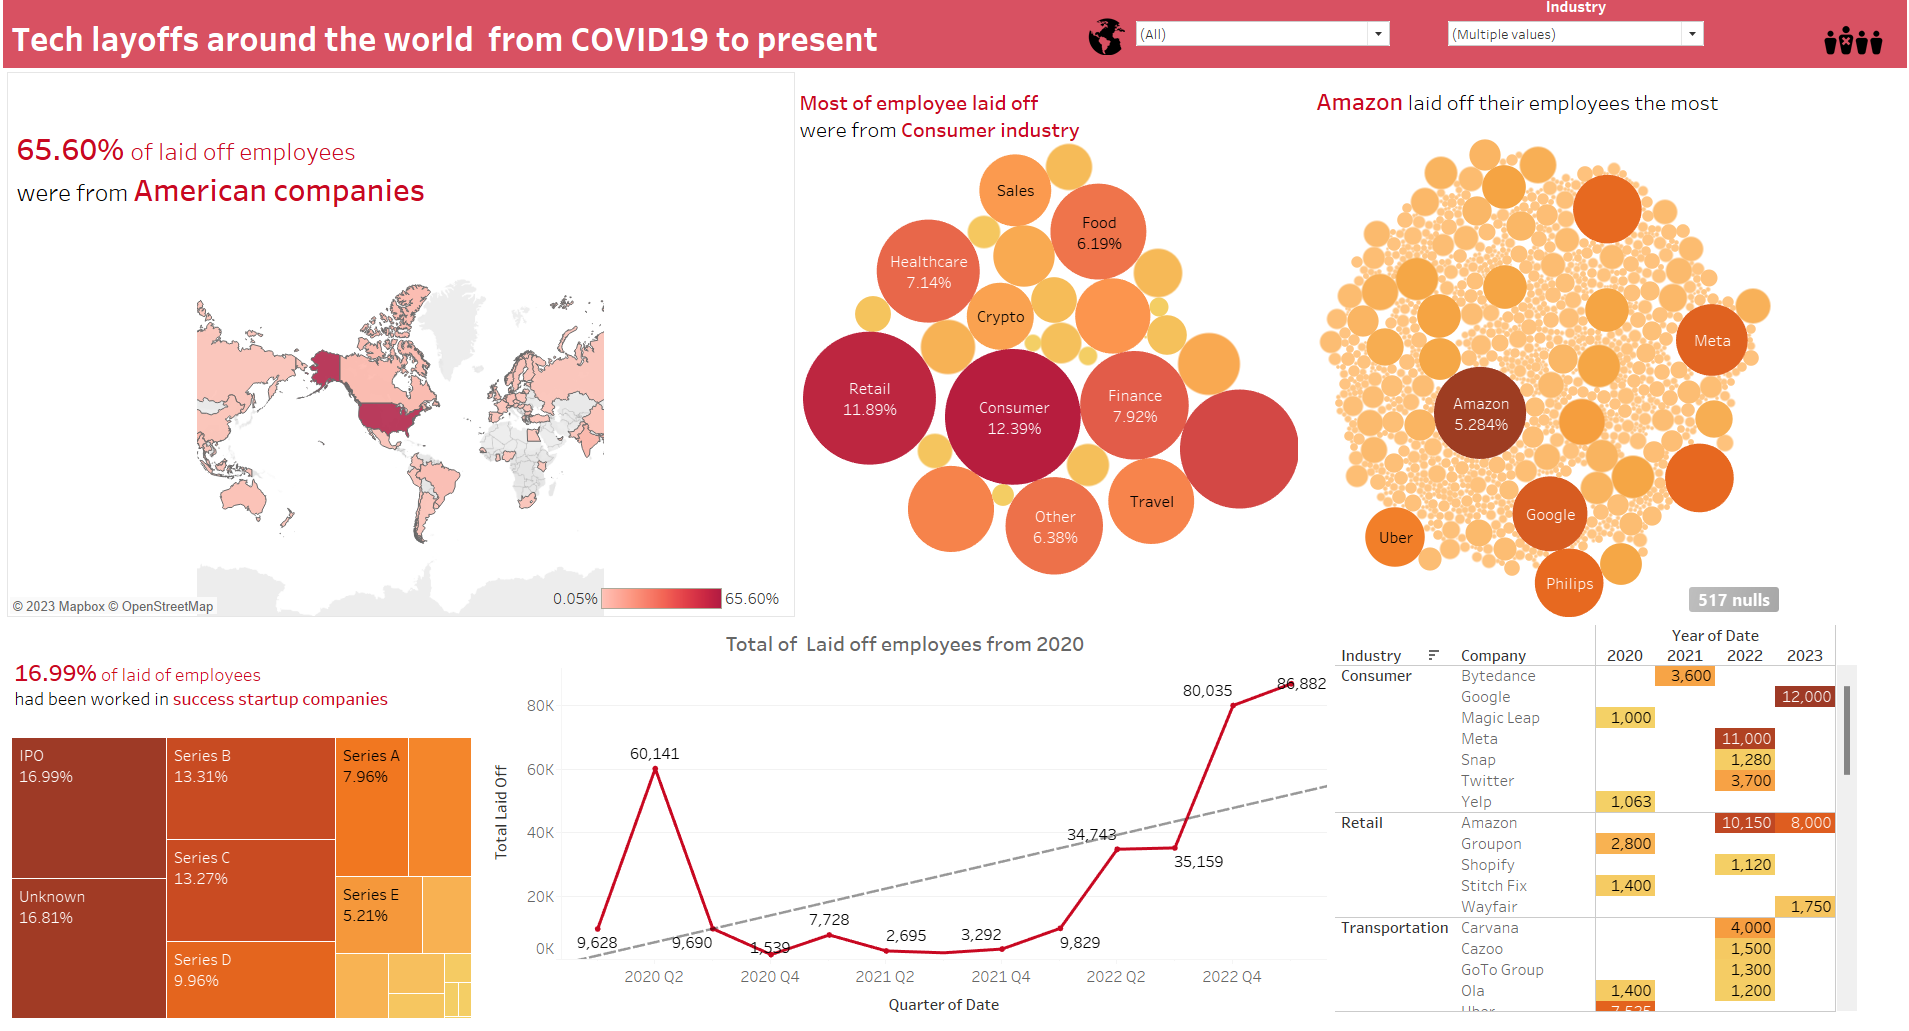 Tech layoffs around the world  from COVID19 to present
(All)
Industry
(Multiple values)
65.60% of laid off employees
were from American companies
© 2023 Mapbox © OpenStreetMap
0.05%
65.60%
Most of employee laid off
were from Consumer industry
Sales
Food
6.19%
Healthcare
7.14%
Crypto
Retail
11.89%
Consumer
12.39%
Finance
7.92%
Travel
Other
6.38%
Amazon laid off their employees the most
Meta
Amazon
5.284%
Google
Uber
Philips
517 nulls
16.99% of laid of employees
had been worked in success startup companies
IPO
16.99%
Unknown
16.81%
Series B
13.31%
Series C
13.27%
Series D
9.96%
Series A
7.96%
Series E
5.21%
Total of  Laid off employees from 2020
Total Laid Off
80K
60K
40K
20K
0K
9,628
60,141
9,690
1,539
7,728
2,695
3,292
9,829
34,743
35,159
80,035
86,882
2020 Q2 2020 Q4 2021 Q2 2021 Q4 2022 Q2 2022 Q4
Quarter of Date
Year of Date
Industry Company 2020 2021 2022 2023
Consumer Bytedance 3,600
Google 12,000
Magic Leap 1,000
Meta 11,000
Snap 1,280
Twitter 3,700
Yelp 1,063
Retail Amazon 10,150 8,000
Groupon 2,800
Shopify 1,120
Stitch Fix 1,400
Wayfair 1,750
Transportation Carvana 4,000
Cazoo 1,500
GoTo Group 1,300
Ola 1,400 1,200
Uber 7,525